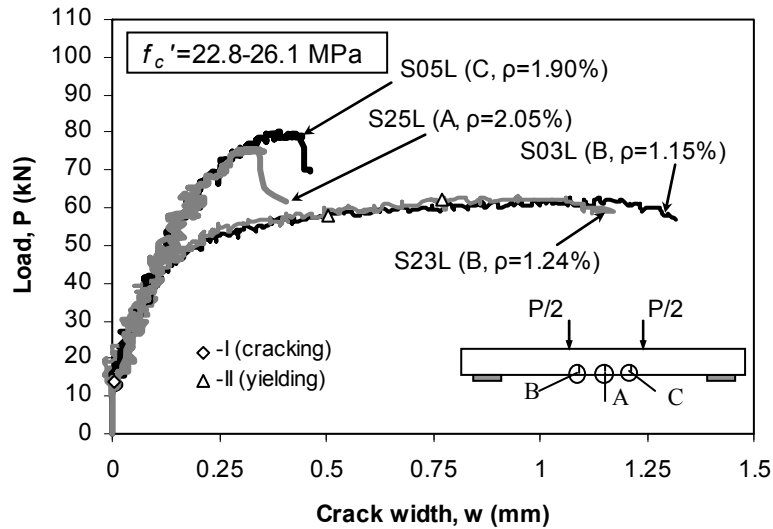 110
100
90
80
70
60
50
40
30
20
10
0
Load, P (kN)
f_c'=22.8-26.1 MPa
S05L (C, ρ=1.90%)
S25L (A, ρ=2.05%)
S03L (B, ρ=1.15%)
S23L (B, ρ=1.24%)
P/2 P/2
-I (cracking)
-II (yielding)
B A C
0 0.25 0.5 0.75 1 1.25 1.5
Crack width, w (mm)